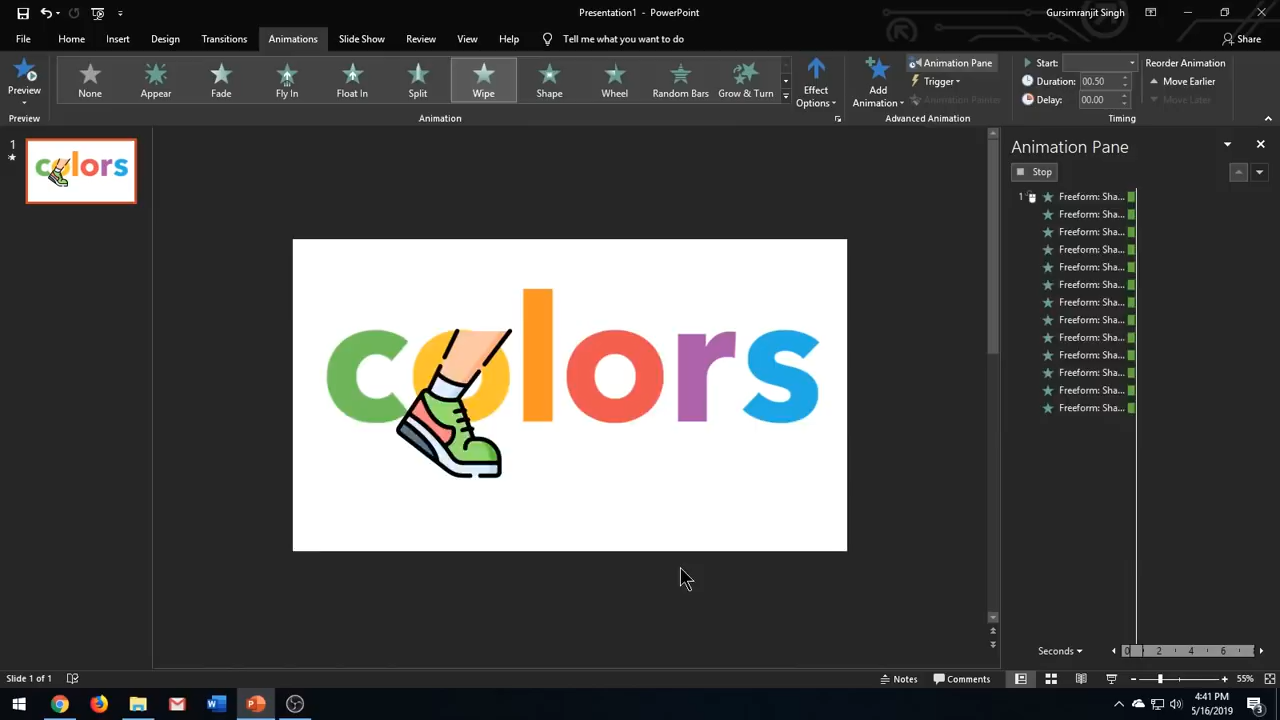 Presentation1 - PowerPoint
Gursimranjit Singh
File Home Insert Design Transitions Animations Slide Show Review View Help Tell me what you want to do Share
None Appear Fade Fly In Float In Split Wipe Shape Wheel Random Bars Grow & Turn
Preview
Effect Options
Add Animation
Animation Pane
Trigger
Animation Painter
Start:
Duration: 00.50
Delay: 00.00
Reorder Animation
Move Earlier
Move Later
Preview Animation Advanced Animation Timing
1
colors
colors
Animation Pane
Stop
1 Freeform: Sha...
Freeform: Sha...
Freeform: Sha...
Freeform: Sha...
Freeform: Sha...
Freeform: Sha...
Freeform: Sha...
Freeform: Sha...
Freeform: Sha...
Freeform: Sha...
Freeform: Sha...
Freeform: Sha...
Freeform: Sha...
Seconds 0 2 4 6
Slide 1 of 1 Notes Comments 55%
4:41 PM
5/16/2019
3